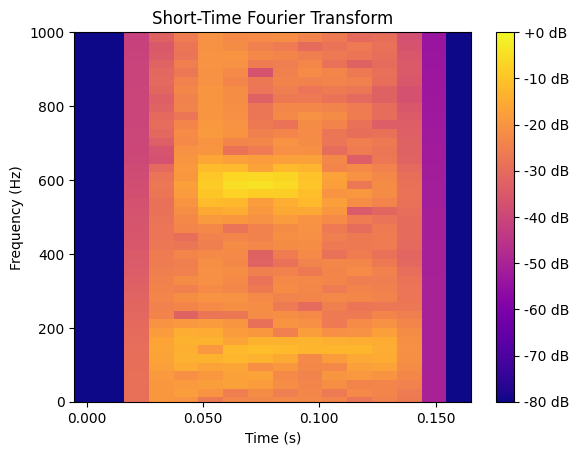 Short-Time Fourier Transform
1000
800
600
400
200
0
Frequency (Hz)
0.000
0.050
0.100
0.150
Time (s)
+0 dB
-10 dB
-20 dB
-30 dB
-40 dB
-50 dB
-60 dB
-70 dB
-80 dB